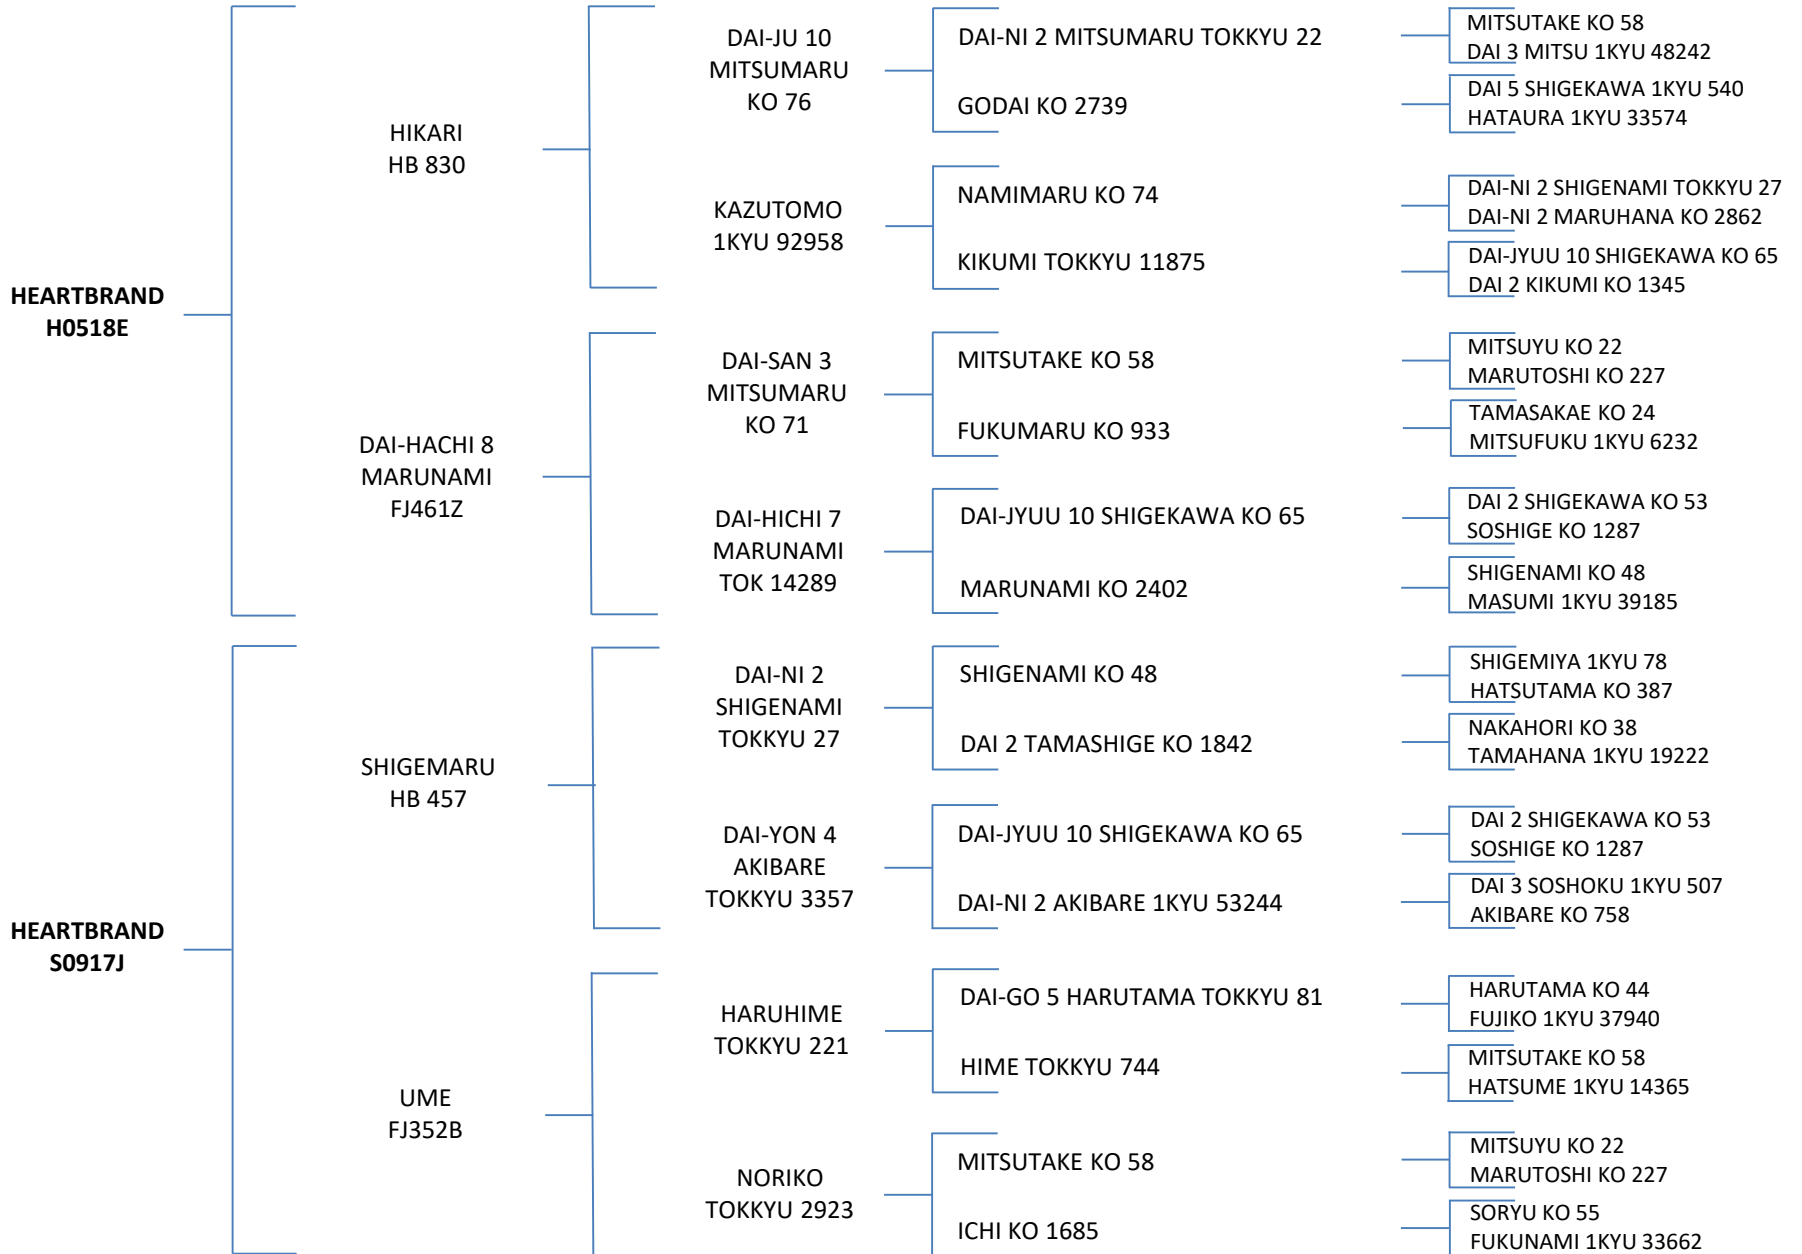 HEARTBRAND
H0518E
HIKARI
HB 830
DAI-HACHI 8
MARUNAMI
FJ461Z
DAI-JU 10
MITSUMARU
KO 76
KAZUTOMO
1KYU 92958
DAI-SAN 3
MITSUMARU
KO 71
DAI-HICHI 7
MARUNAMI
TOK 14289
DAI-NI 2 MITSUMARU TOKKYU 22
GODAI KO 2739
NAMIMARU KO 74
KIKUMI TOKKYU 11875
MITSUTAKE KO 58
FUKUMARU KO 933
DAI-JYUU 10 SHIGEKAWA KO 65
MARUNAMI KO 2402
MITSUTAKE KO 58
DAI 3 MITSU 1KYU 48242
DAI 5 SHIGEKAWA 1KYU 540
HATAURA 1KYU 33574
DAI-NI 2 SHIGENAMI TOKKYU 27
DAI-NI 2 MARUHANA KO 2862
DAI-JYUU 10 SHIGEKAWA KO 65
DAI 2 KIKUMI KO 1345
MITSUYU KO 22
MARUTOSHI KO 227
TAMASAKAE KO 24
MITSUFUKU 1KYU 6232
DAI 2 SHIGEKAWA KO 53
SOSHIGE KO 1287
SHIGENAMI KO 48
MASUMI 1KYU 39185
HEARTBRAND
S0917J
SHIGEMARU
HB 457
UME
FJ352B
DAI-NI 2
SHIGENAMI
TOKKYU 27
DAI-YON 4
AKIBARE
TOKKYU 3357
HARUHIME
TOKKYU 221
NORIKO
TOKKYU 2923
SHIGENAMI KO 48
DAI 2 TAMASHIGE KO 1842
DAI-JYUU 10 SHIGEKAWA KO 65
DAI-NI 2 AKIBARE 1KYU 53244
DAI-GO 5 HARUTAMA TOKKYU 81
HIME TOKKYU 744
MITSUTAKE KO 58
ICHI KO 1685
SHIGEMIYA 1KYU 78
HATSUTAMA KO 387
NAKAHORI KO 38
TAMAHANA 1KYU 19222
DAI 2 SHIGEKAWA KO 53
SOSHIGE KO 1287
DAI 3 SOSHOKU 1KYU 507
AKIBARE KO 758
HARUTAMA KO 44
FUJIKO 1KYU 37940
MITSUTAKE KO 58
HATSUME 1KYU 14365
MITSUYU KO 22
MARUTOSHI KO 227
SORYU KO 55
FUKUNAMI 1KYU 33662